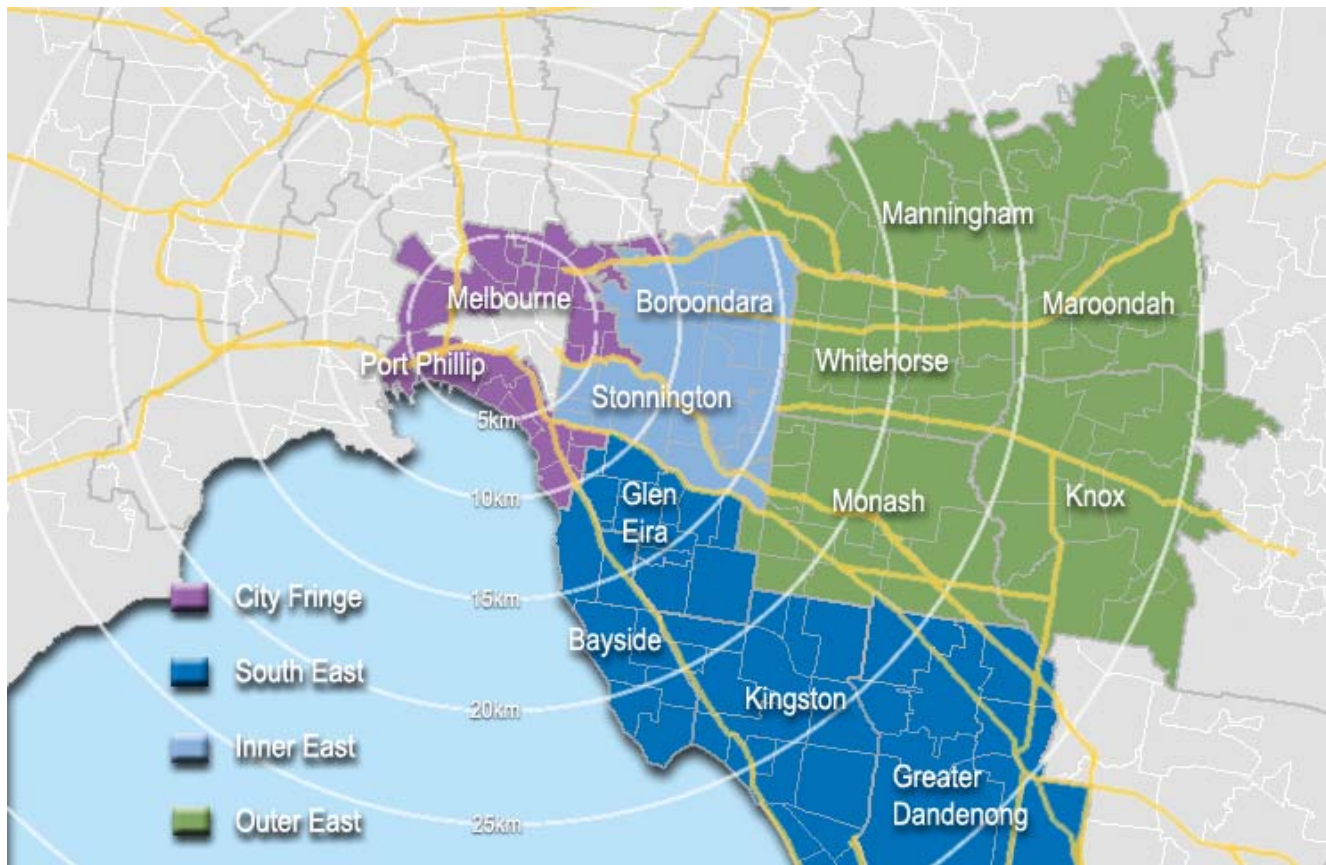 Manningham
Melbourne
Boroondara
Maroondah
Port Phillip
Whitehorse
Stonnington
5km
10km
Glen
Eira
Monash
Knox
City Fringe
15km
Bayside
South East
20km
Kingston
Inner East
Greater
Dandenong
Outer East
25km